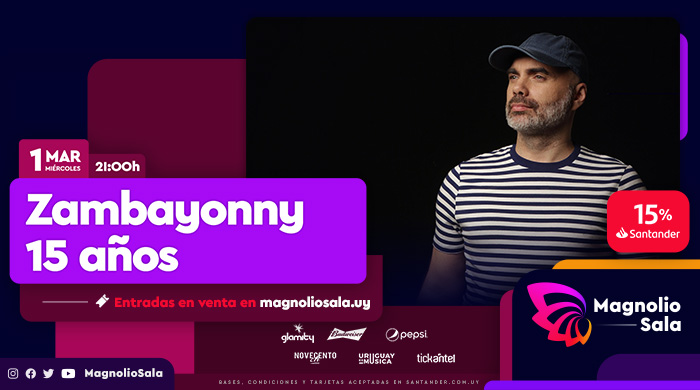 1 MAR
MIÉRCOLES
21:00h
Zambayonny
15 años
Entradas en venta en magnoliosala.uy
15%
Santander
Magnolio
Sala
glamity
Budweiser
pepsi
NOVECENTO
URUGUAY
ES MÚSICA
tickantel
MagnolioSala
BASES, CONDICIONES Y TARJETAS ACEPTADAS EN SANTANDER.COM.UY